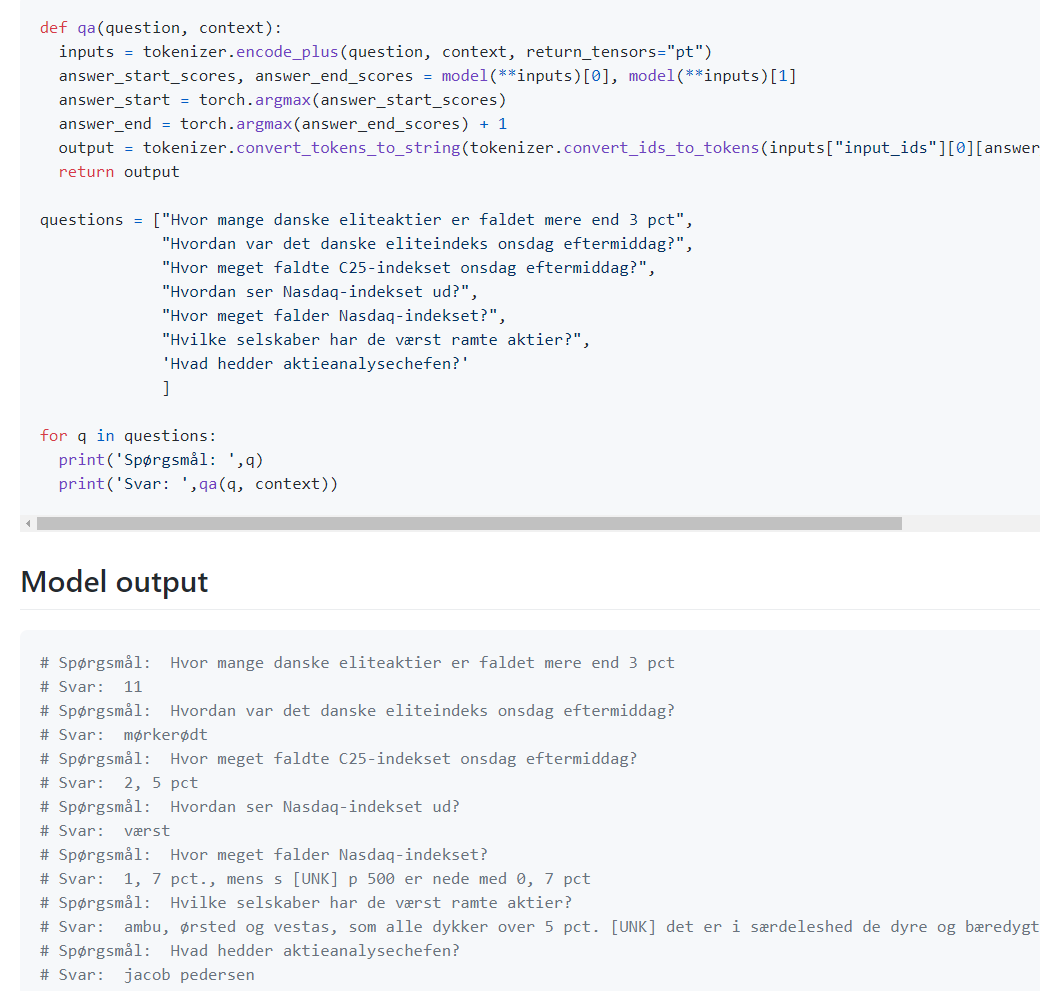 def qa(question, context):
  inputs = tokenizer.encode_plus(question, context, return_tensors="pt")
  answer_start_scores, answer_end_scores = model(**inputs)[0], model(**inputs)[1]
  answer_start = torch.argmax(answer_start_scores)
  answer_end = torch.argmax(answer_end_scores) + 1
  output = tokenizer.convert_tokens_to_string(tokenizer.convert_ids_to_tokens(inputs["input_ids"][0][answer
  return output

questions = ["Hvor mange danske eliteaktier er faldet mere end 3 pct",
             "Hvordan var det danske eliteindeks onsdag eftermiddag?",
             "Hvor meget faldte C25-indekset onsdag eftermiddag?",
             "Hvordan ser Nasdaq-indekset ud?",
             "Hvor meget falder Nasdaq-indekset?",
             "Hvilke selskaber har de værst ramte aktier?",
             'Hvad hedder aktieanalysechefen?'
             ]

for q in questions:
  print('Spørgsmål: ',q)
  print('Svar: ',qa(q, context))

Model output

# Spørgsmål:  Hvor mange danske eliteaktier er faldet mere end 3 pct
# Svar:  11
# Spørgsmål:  Hvordan var det danske eliteindeks onsdag eftermiddag?
# Svar:  mørkerødt
# Spørgsmål:  Hvor meget faldte C25-indekset onsdag eftermiddag?
# Svar:  2, 5 pct
# Spørgsmål:  Hvordan ser Nasdaq-indekset ud?
# Svar:  værst
# Spørgsmål:  Hvor meget falder Nasdaq-indekset?
# Svar:  1, 7 pct., mens s [UNK] p 500 er nede med 0, 7 pct
# Spørgsmål:  Hvilke selskaber har de værst ramte aktier?
# Svar:  ambu, ørsted og vestas, som alle dykker over 5 pct. [UNK] det er i særdeleshed de dyre og bæredygt
# Spørgsmål:  Hvad hedder aktieanalysechefen?
# Svar:  jacob pedersen